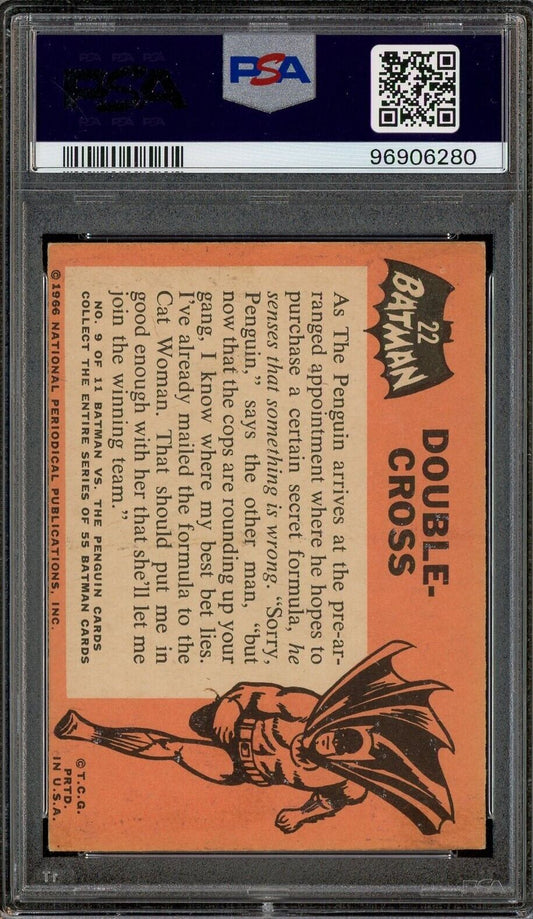 PSA
PSA
96906280
22
BATMAN
DOUBLE-
CROSS
As The Penguin arrives at the pre-ar-
ranged appointment where he hopes to
purchase a certain secret formula, he
senses that something is wrong. “Sorry,
Penguin,” says the other man, “but
now that the cops are rounding up your
gang, I know where my best bet lies.
I’ve already mailed the formula to the
Cat Woman. That should put me in
good enough with her that she’ll let me
join the winning team.”
NO. 9 OF 11 BATMAN VS. THE PENGUIN CARDS
COLLECT THE ENTIRE SERIES OF 55 BATMAN CARDS
© 1966 NATIONAL PERIODICAL PUBLICATIONS, INC.
© T.C.G.
PRTD.
IN U.S.A.